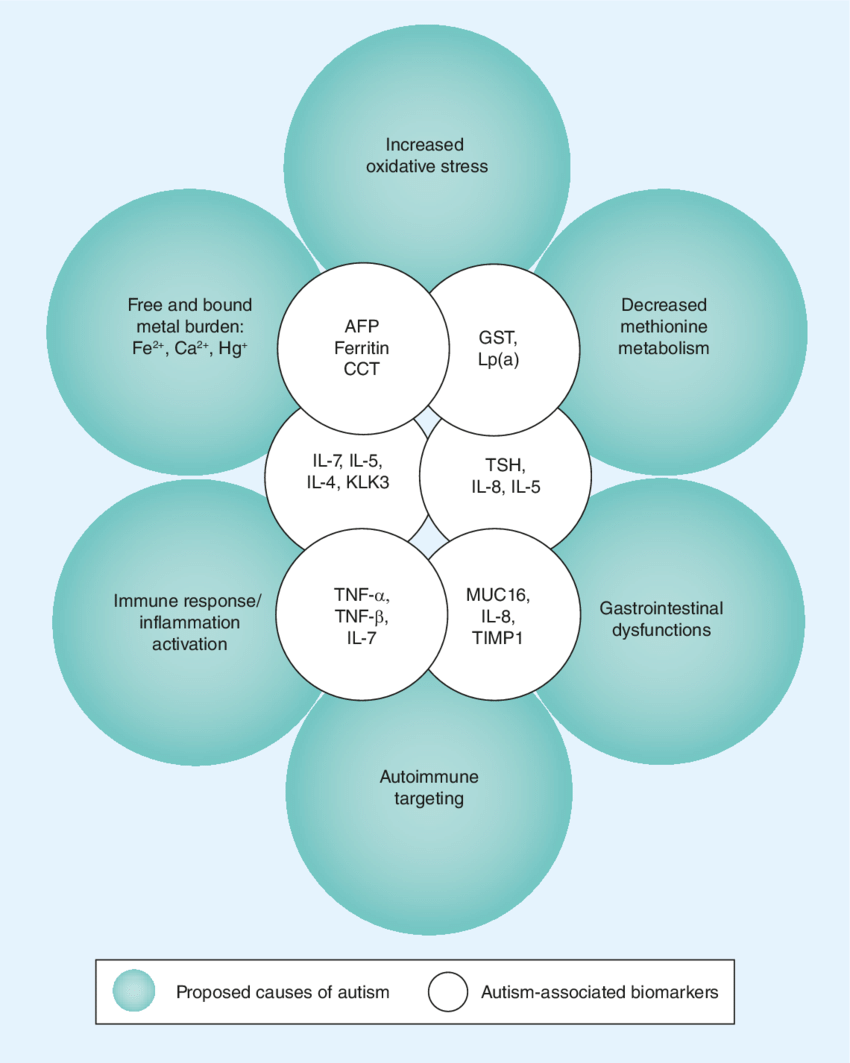 Increased
oxidative stress
Free and bound
metal burden:
Fe²⁺, Ca²⁺, Hg⁺
Decreased
methionine
metabolism
AFP
Ferritin
CCT
GST,
Lp(a)
IL-7, IL-5,
IL-4, KLK3
TSH,
IL-8, IL-5
Immune response/
inflammation
activation
TNF-α,
TNF-β,
IL-7
MUC16,
IL-8,
TIMP1
Gastrointestinal
dysfunctions
Autoimmune
targeting
Proposed causes of autism
Autism-associated biomarkers